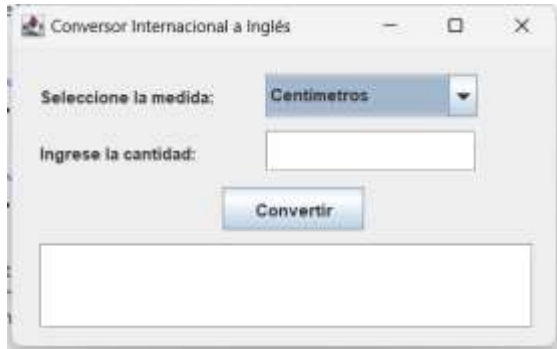 Conversor Internacional a Inglés
Seleccione la medida: Centimetros
Ingrese la cantidad:
Convertir